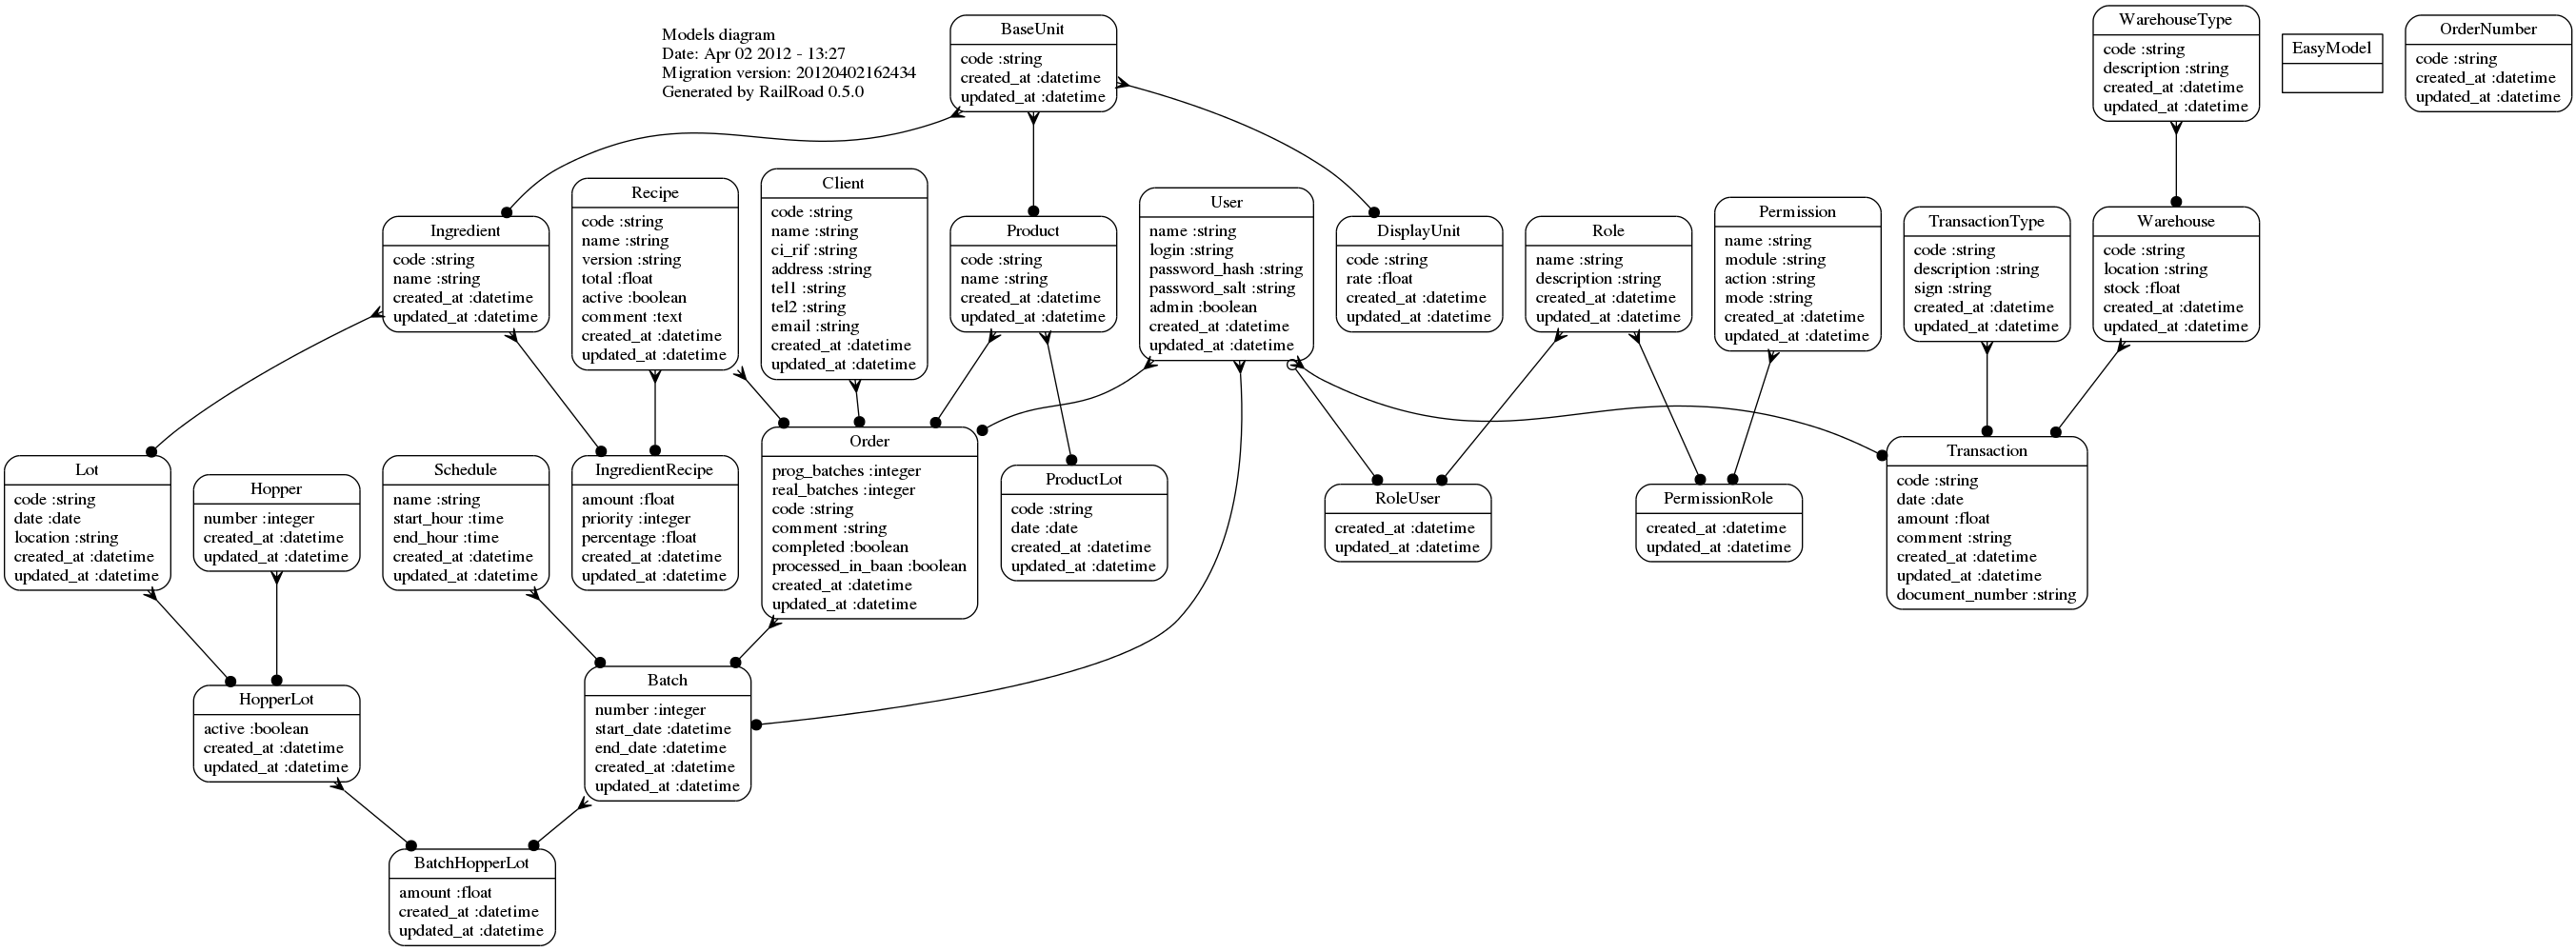 Models diagram
Date: Apr 02 2012 - 13:27
Migration version: 20120402162434
Generated by RailRoad 0.5.0
BaseUnit
code :string
created_at :datetime
updated_at :datetime
WarehouseType
code :string
description :string
created_at :datetime
updated_at :datetime
EasyModel
OrderNumber
code :string
created_at :datetime
updated_at :datetime
Ingredient
code :string
name :string
created_at :datetime
updated_at :datetime
Recipe
code :string
name :string
version :string
total :float
active :boolean
comment :text
created_at :datetime
updated_at :datetime
Client
code :string
name :string
ci_rif :string
address :string
tel1 :string
tel2 :string
email :string
created_at :datetime
updated_at :datetime
Product
code :string
name :string
created_at :datetime
updated_at :datetime
User
name :string
login :string
password_hash :string
password_salt :string
admin :boolean
created_at :datetime
updated_at :datetime
DisplayUnit
code :string
rate :float
created_at :datetime
updated_at :datetime
Role
name :string
description :string
created_at :datetime
updated_at :datetime
Permission
name :string
module :string
action :string
mode :string
created_at :datetime
updated_at :datetime
TransactionType
code :string
description :string
sign :string
created_at :datetime
updated_at :datetime
Warehouse
code :string
location :string
stock :float
created_at :datetime
updated_at :datetime
Lot
code :string
date :date
location :string
created_at :datetime
updated_at :datetime
Hopper
number :integer
created_at :datetime
updated_at :datetime
Schedule
name :string
start_hour :time
end_hour :time
created_at :datetime
updated_at :datetime
IngredientRecipe
amount :float
priority :integer
percentage :float
created_at :datetime
updated_at :datetime
Order
prog_batches :integer
real_batches :integer
code :string
comment :string
completed :boolean
processed_in_baan :boolean
created_at :datetime
updated_at :datetime
ProductLot
code :string
date :date
created_at :datetime
updated_at :datetime
RoleUser
created_at :datetime
updated_at :datetime
PermissionRole
created_at :datetime
updated_at :datetime
Transaction
code :string
date :date
amount :float
comment :string
created_at :datetime
updated_at :datetime
document_number :string
HopperLot
active :boolean
created_at :datetime
updated_at :datetime
Batch
number :integer
start_date :datetime
end_date :datetime
created_at :datetime
updated_at :datetime
BatchHopperLot
amount :float
created_at :datetime
updated_at :datetime